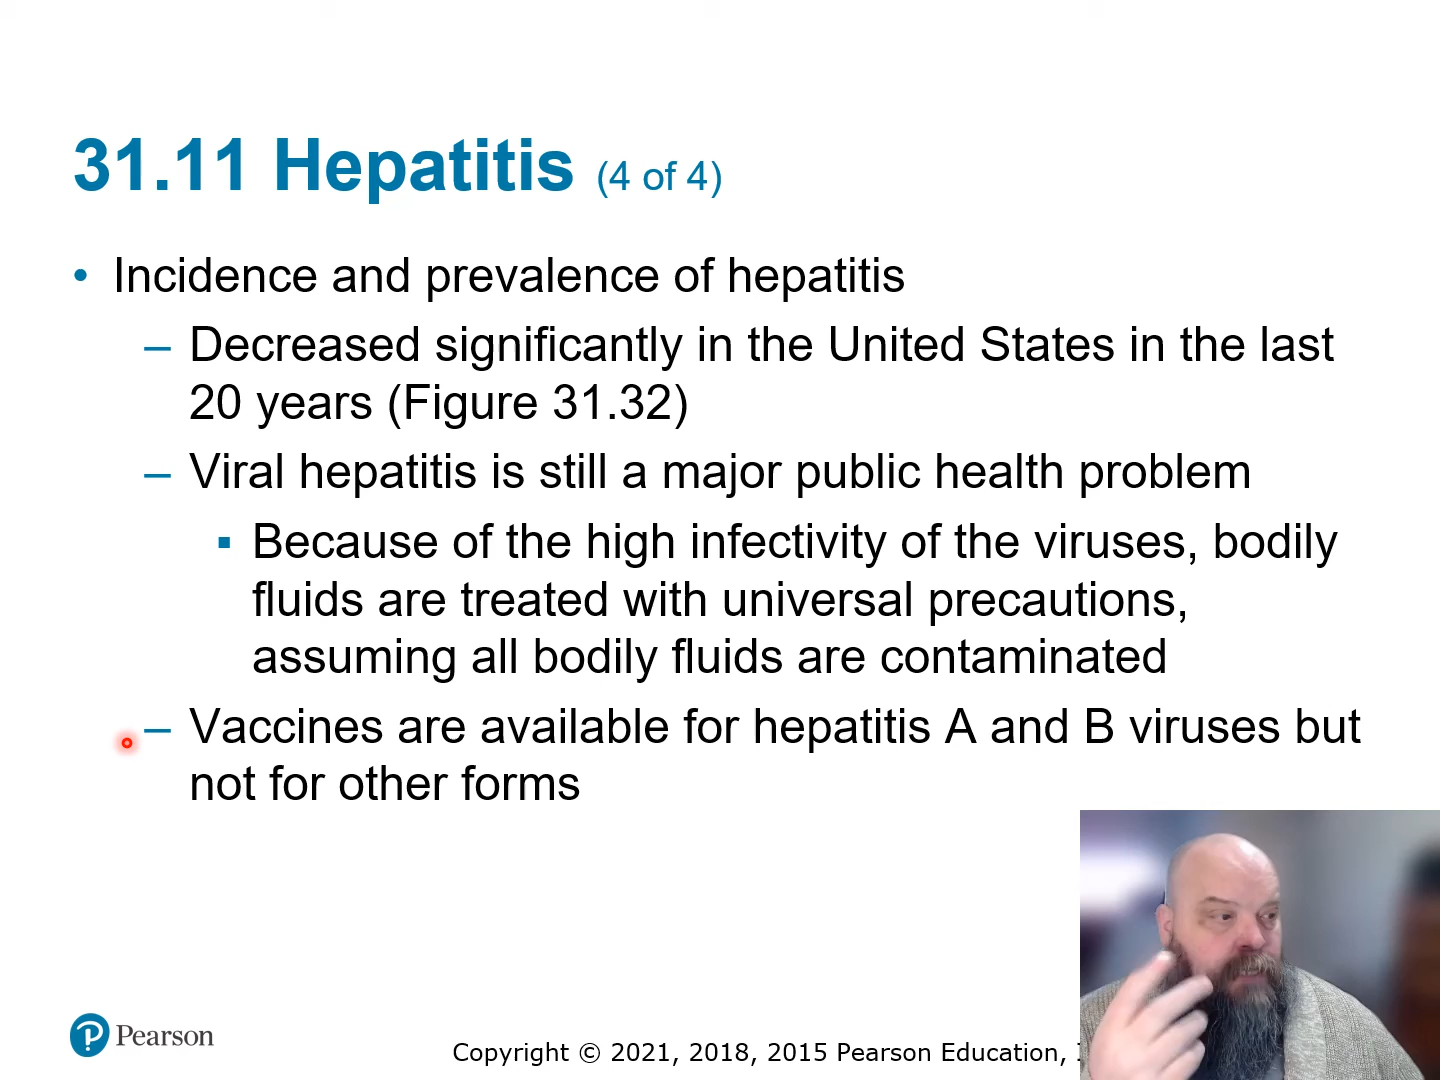 31.11 Hepatitis (4 of 4)
• Incidence and prevalence of hepatitis
– Decreased significantly in the United States in the last
20 years (Figure 31.32)
– Viral hepatitis is still a major public health problem
▪ Because of the high infectivity of the viruses, bodily
fluids are treated with universal precautions,
assuming all bodily fluids are contaminated
– Vaccines are available for hepatitis A and B viruses but
not for other forms
Pearson
Copyright © 2021, 2018, 2015 Pearson Education,